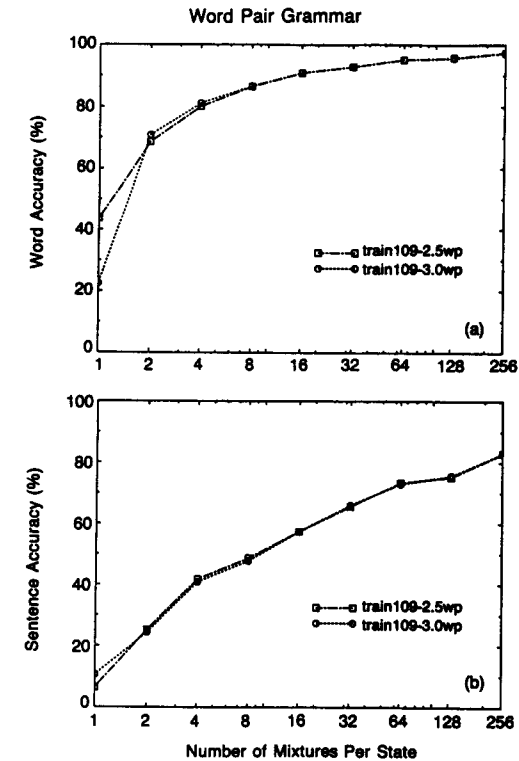 Word Pair Grammar
100
80
60
40
20
0
Word Accuracy (%)
train109-2.5wp
train109-3.0wp
(a)
1 2 4 8 16 32 64 128 256
100
80
60
40
20
0
Sentence Accuracy (%)
train109-2.5wp
train109-3.0wp
(b)
1 2 4 8 16 32 64 128 256
Number of Mixtures Per State